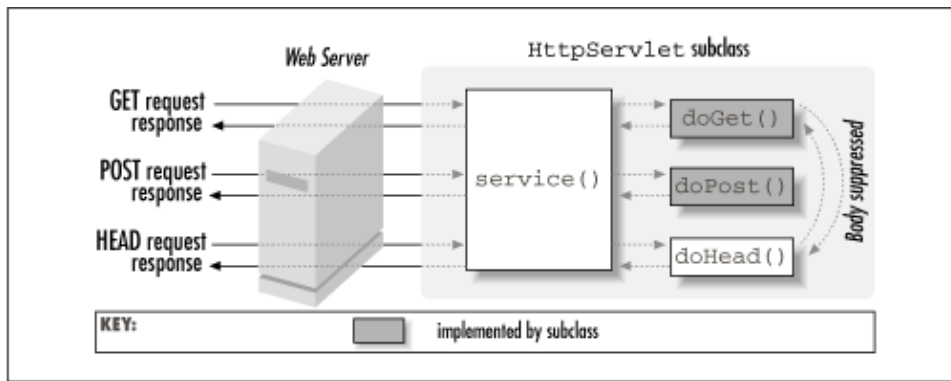 Web Server
HttpServlet subclass
GET request
response
doGet()
POST request
response
service()
doPost()
HEAD request
response
doHead()
Body suppressed
KEY:
implemented by subclass